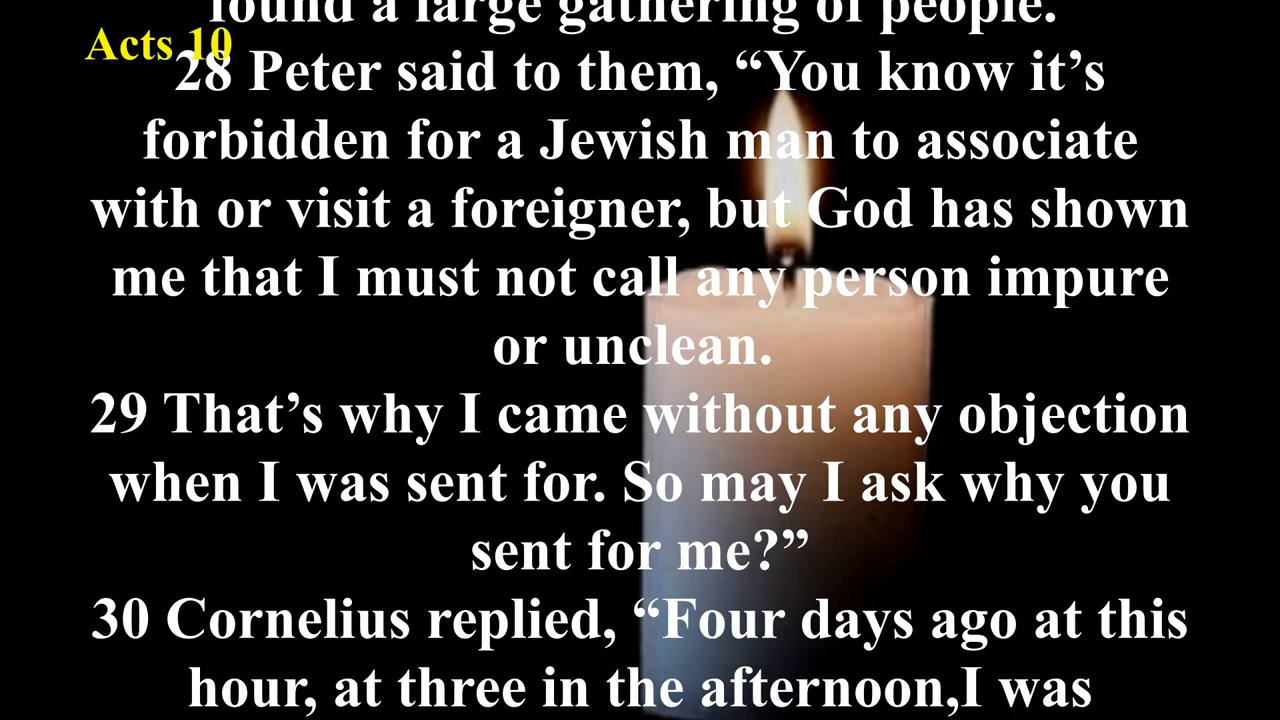 found a large gathering of people.
Acts 10
28 Peter said to them, “You know it’s
forbidden for a Jewish man to associate
with or visit a foreigner, but God has shown
me that I must not call any person impure
or unclean.
29 That’s why I came without any objection
when I was sent for. So may I ask why you
sent for me?”
30 Cornelius replied, “Four days ago at this
hour, at three in the afternoon,I was